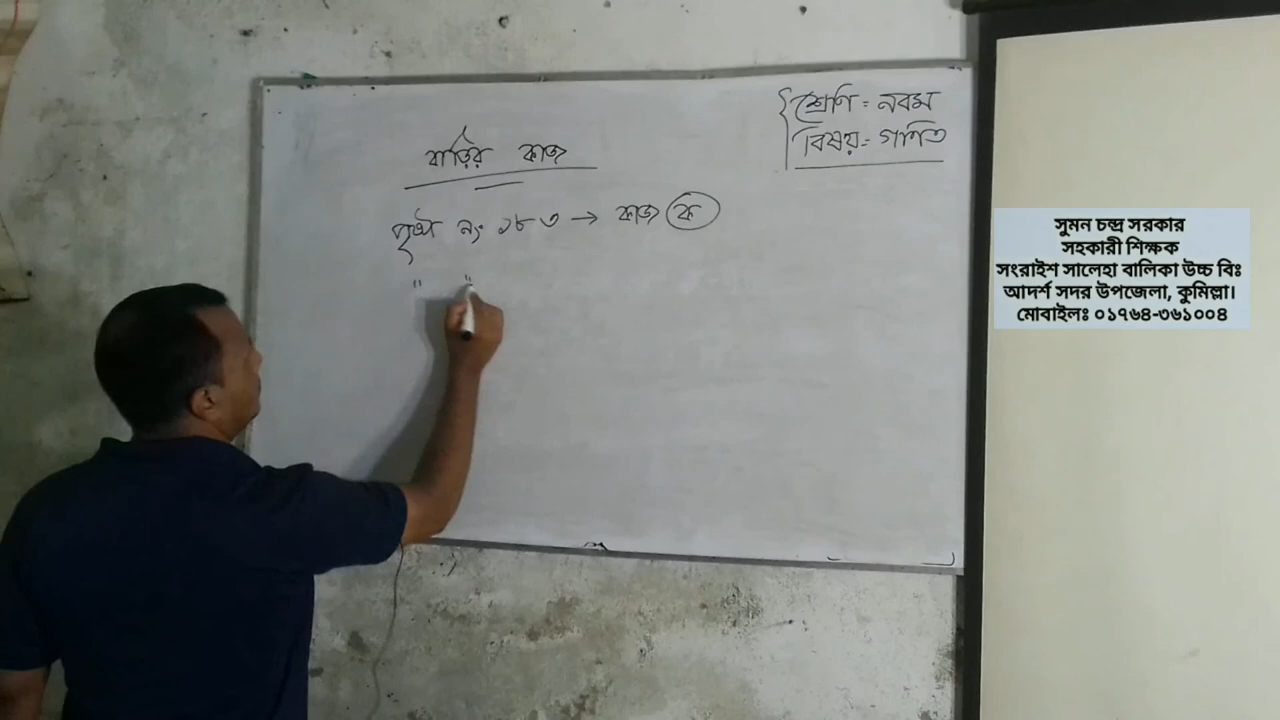 শ্রেণি : নবম
বিষয় : গণিত
বাড়ির কাজ
পৃষ্ঠা নং ১৮৩ → কাজ ক
" "
সুমন চন্দ্র সরকার
সহকারী শিক্ষক
সংরাইশ সালেহা বালিকা উচ্চ বিঃ
আদর্শ সদর উপজেলা, কুমিল্লা।
মোবাইলঃ ০১৭৬৪-৩৬১০০৪